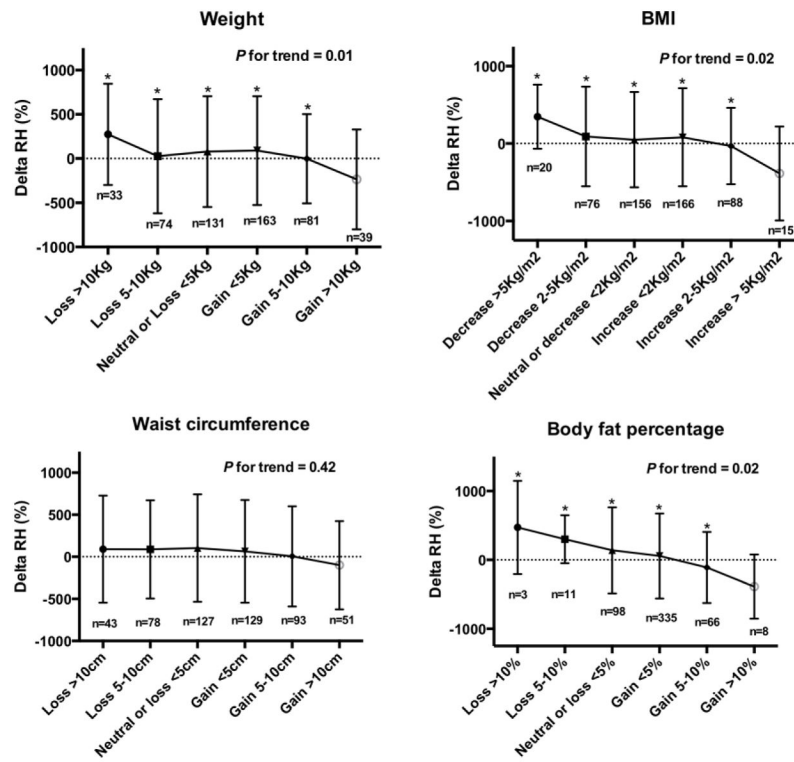 Weight
P for trend = 0.01
Delta RH (%)
1000
500
0
-500
-1000
* * * * *
n=33
n=74
n=131
n=163
n=81
n=39
Loss >10Kg
Loss 5-10Kg
Neutral or Loss <5Kg
Gain <5Kg
Gain 5-10Kg
Gain >10Kg
BMI
P for trend = 0.02
Delta RH (%)
1000
0
-1000
* * * * *
n=20
n=76
n=156
n=166
n=88
n=15
Decrease >5Kg/m2
Decrease 2-5Kg/m2
Neutral or decrease <2Kg/m2
Increase <2Kg/m2
Increase 2-5Kg/m2
Increase > 5Kg/m2
Waist circumference
P for trend = 0.42
Delta RH (%)
1000
500
0
-500
-1000
n=43
n=78
n=127
n=129
n=93
n=51
Loss >10cm
Loss 5-10cm
Neutral or loss <5cm
Gain <5cm
Gain 5-10cm
Gain >10cm
Body fat percentage
P for trend = 0.02
Delta RH (%)
1000
0
-1000
* * * * *
n=3
n=11
n=98
n=335
n=66
n=8
Loss >10%
Loss 5-10%
Neutral or loss <5%
Gain <5%
Gain 5-10%
Gain >10%